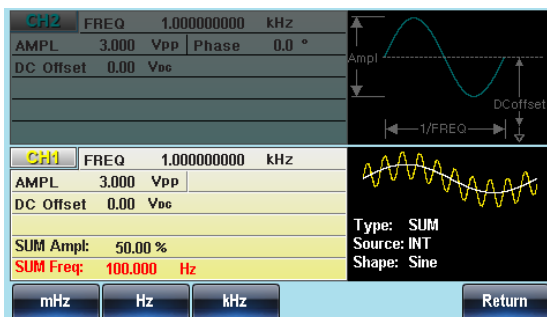 CH2 FREQ 1.000000000 kHz
AMPL 3.000 Vpp Phase 0.0 °
DC Offset 0.00 VDC
Ampl
DCoffset
1/FREQ
CH1 FREQ 1.000000000 kHz
AMPL 3.000 Vpp
DC Offset 0.00 VDC
SUM Ampl: 50.00 %
SUM Freq: 100.000 Hz
Type: SUM
Source: INT
Shape: Sine
mHz Hz kHz Return